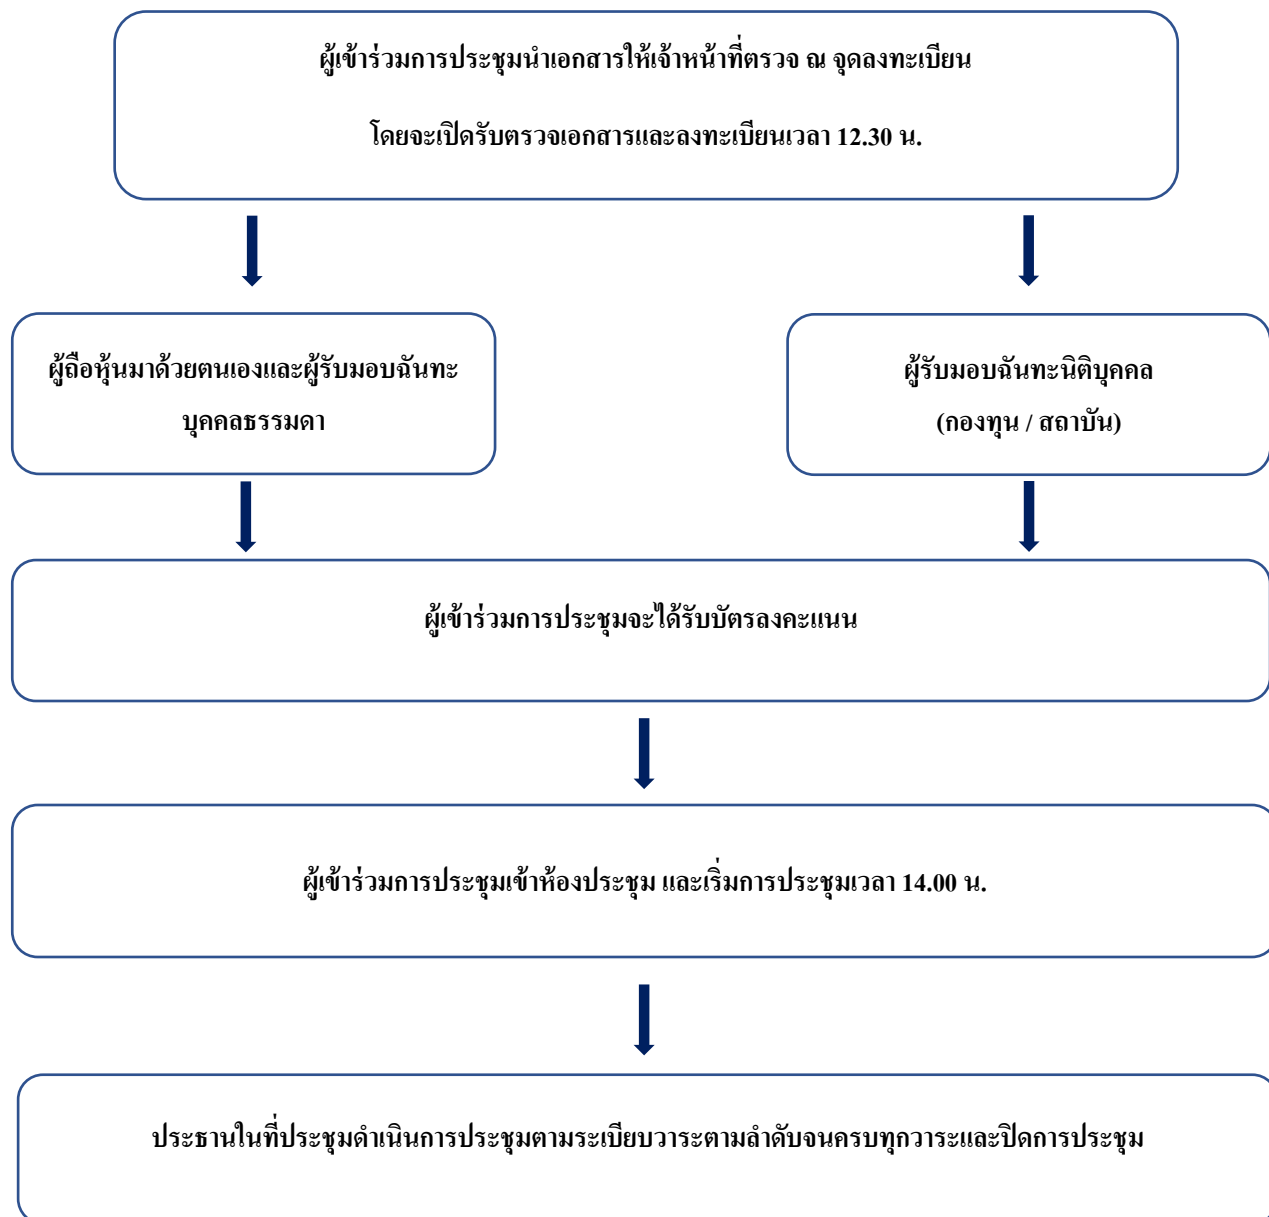 ผู้เข้าร่วมการประชุมนำเอกสารให้เจ้าหน้าที่ตรวจ ณ จุดลงทะเบียน
โดยจะเปิดรับตรวจเอกสารและลงทะเบียนเวลา 12.30 น.
ผู้ถือหุ้นมาด้วยตนเองและผู้รับมอบฉันทะ
บุคคลธรรมดา
ผู้รับมอบฉันทะนิติบุคคล
(กองทุน / สถาบัน)
ผู้เข้าร่วมการประชุมจะได้รับบัตรลงคะแนน
ผู้เข้าร่วมการประชุมเข้าห้องประชุม และเริ่มการประชุมเวลา 14.00 น.
ประธานในที่ประชุมดำเนินการประชุมตามระเบียบวาระตามลำดับจนครบทุกวาระและปิดการประชุม